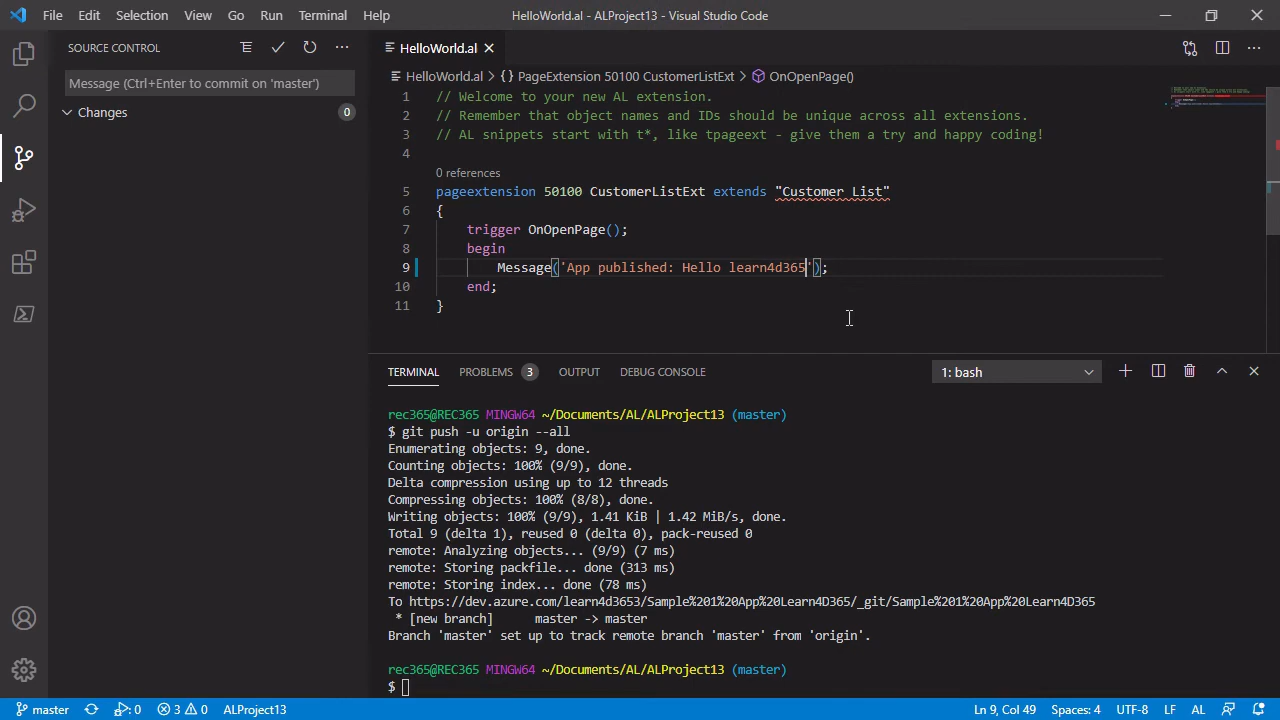 File Edit Selection View Go Run Terminal Help HelloWorld.al - ALProject13 - Visual Studio Code
SOURCE CONTROL
Message (Ctrl+Enter to commit on 'master')
Changes 0
HelloWorld.al
HelloWorld.al > {} PageExtension 50100 CustomerListExt > OnOpenPage()
1 // Welcome to your new AL extension.
2 // Remember that object names and IDs should be unique across all extensions.
3 // AL snippets start with t*, like tpageext - give them a try and happy coding!
4
0 references
5 pageextension 50100 CustomerListExt extends "Customer List"
6 {
7 trigger OnOpenPage();
8 begin
9 Message('App published: Hello learn4d365');
10 end;
11 }
TERMINAL PROBLEMS 3 OUTPUT DEBUG CONSOLE 1: bash
rec365@REC365 MINGW64 ~/Documents/AL/ALProject13 (master)
$ git push -u origin --all
Enumerating objects: 9, done.
Counting objects: 100% (9/9), done.
Delta compression using up to 12 threads
Compressing objects: 100% (8/8), done.
Writing objects: 100% (9/9), 1.41 KiB | 1.42 MiB/s, done.
Total 9 (delta 1), reused 0 (delta 0), pack-reused 0
remote: Analyzing objects... (9/9) (7 ms)
remote: Storing packfile... done (313 ms)
remote: Storing index... done (78 ms)
To https://dev.azure.com/learn4d3653/Sample%201%20App%20Learn4D365/_git/Sample%201%20App%20Learn4D365
* [new branch] master -> master
Branch 'master' set up to track remote branch 'master' from 'origin'.
rec365@REC365 MINGW64 ~/Documents/AL/ALProject13 (master)
$
master 0 3 0 ALProject13 Ln 9, Col 49 Spaces: 4 UTF-8 LF AL